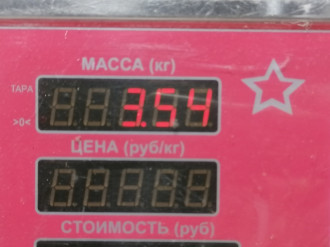 МАССА (кг)
ТАРА
>0<
3.54
ЦЕНА (руб/кг)
СТОИМОСТЬ (руб)